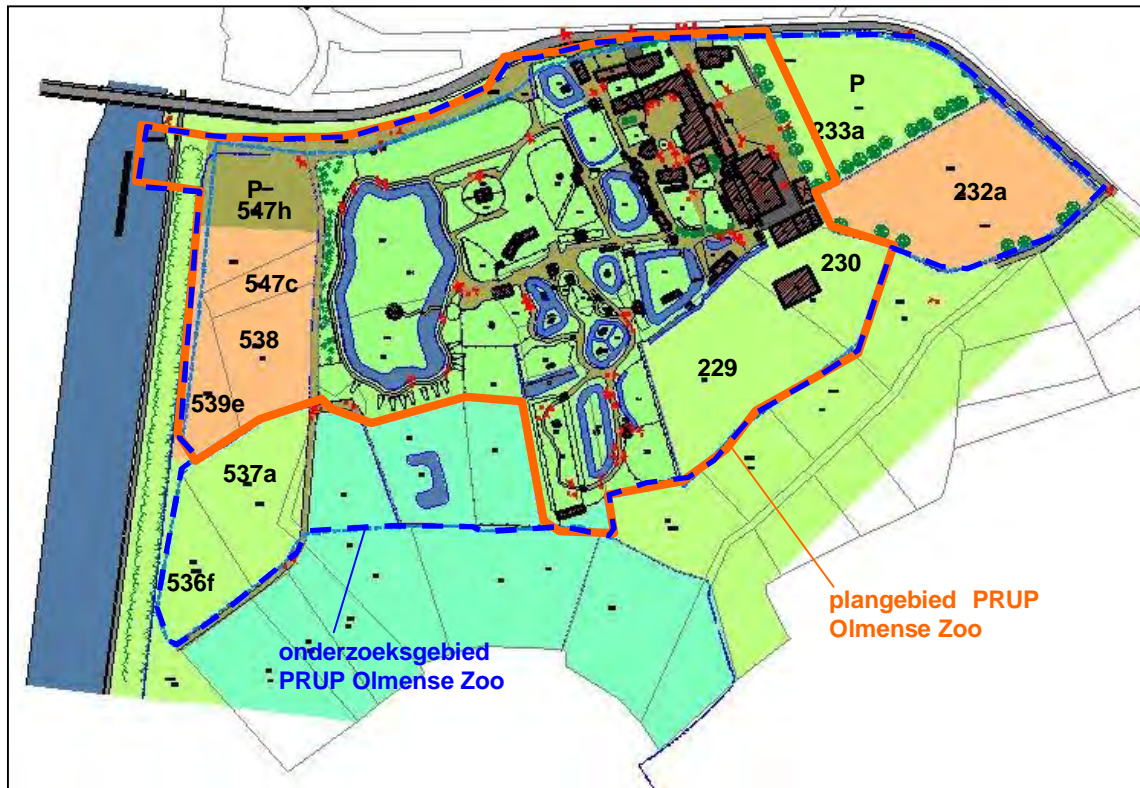 P
233a
232a
P
547h
547c
230
538
229
539e
537a
536f
plangebied PRUP
Olmense Zoo
onderzoeksgebied
PRUP Olmense Zoo